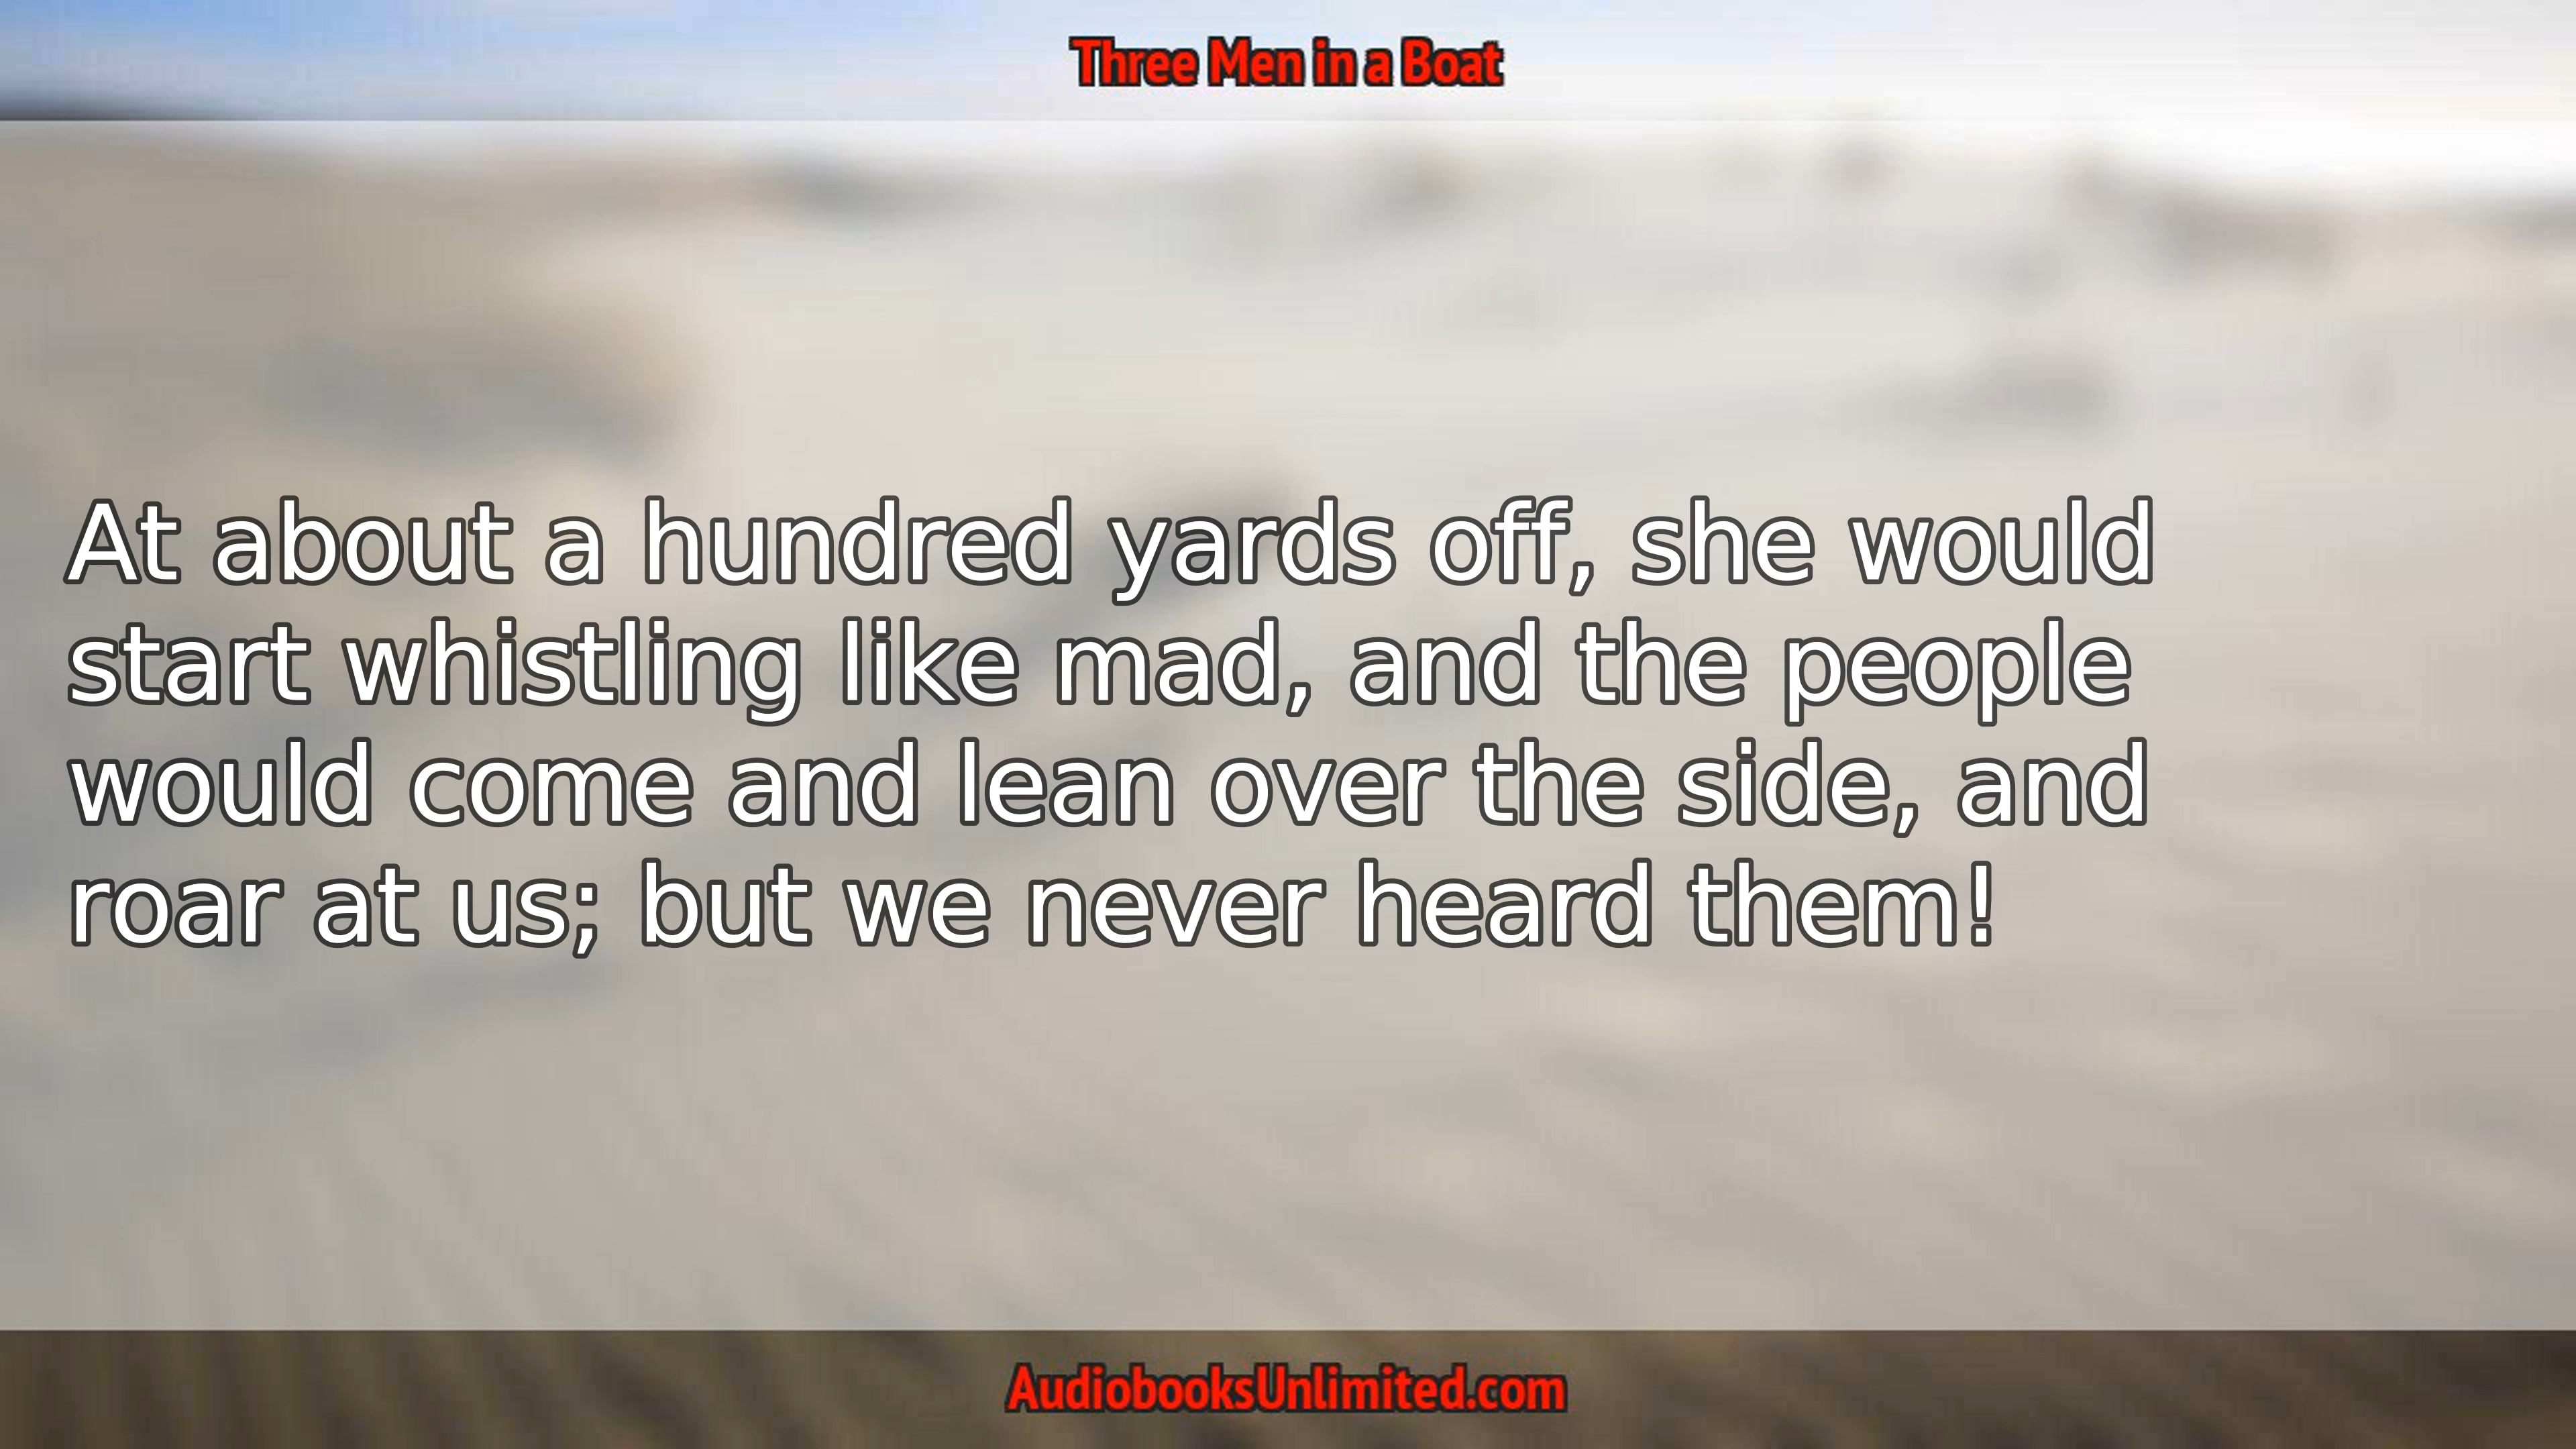 Three Men in a Boat
At about a hundred yards off, she would
start whistling like mad, and the people
would come and lean over the side, and
roar at us; but we never heard them!
AudiobooksUnlimited.com